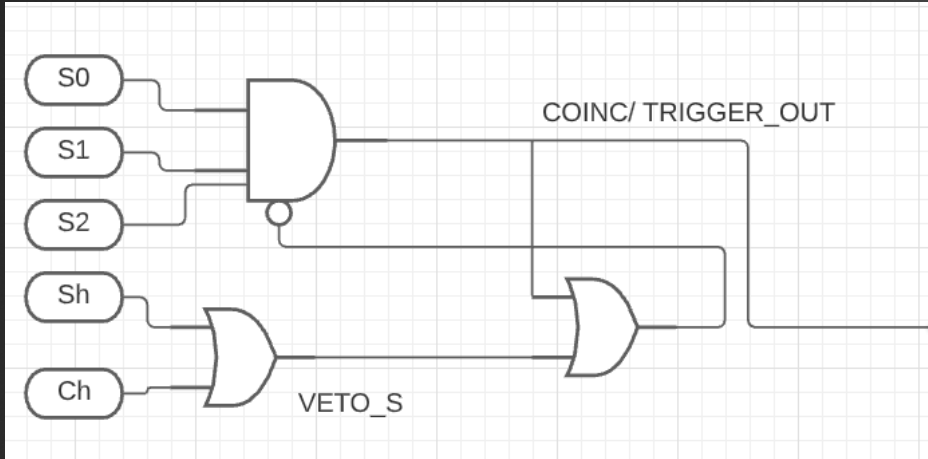 S0
COINC/ TRIGGER_OUT
S1
S2
Sh
Ch
VETO_S